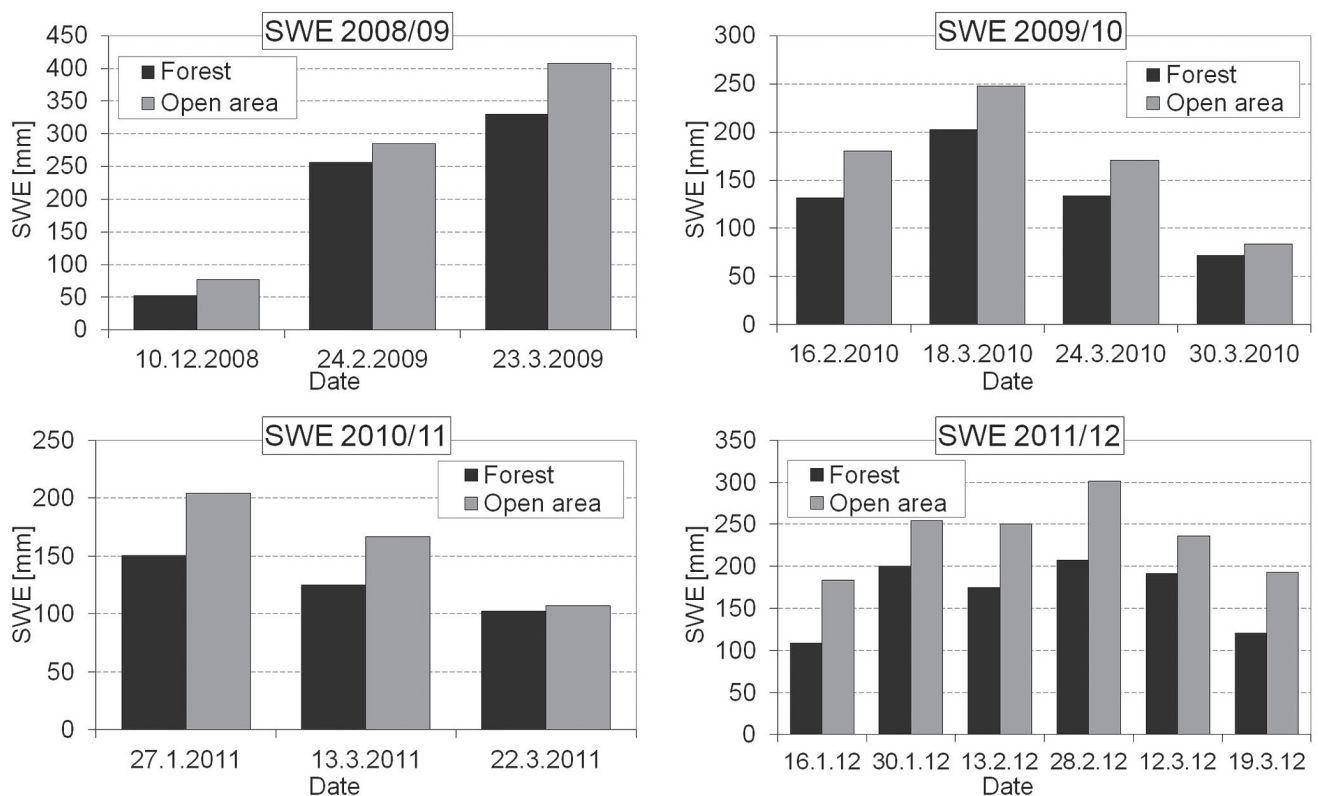 SWE 2008/09
Forest
Open area
SWE [mm]
450
400
350
300
250
200
150
100
50
0
10.12.2008 24.2.2009 23.3.2009
Date
SWE 2009/10
Forest
Open area
SWE [mm]
300
250
200
150
100
50
0
16.2.2010 18.3.2010 24.3.2010 30.3.2010
Date
SWE 2010/11
Forest
Open area
SWE [mm]
250
200
150
100
50
0
27.1.2011 13.3.2011 22.3.2011
Date
SWE 2011/12
Forest
Open area
SWE [mm]
350
300
250
200
150
100
50
0
16.1.12 30.1.12 13.2.12 28.2.12 12.3.12 19.3.12
Date